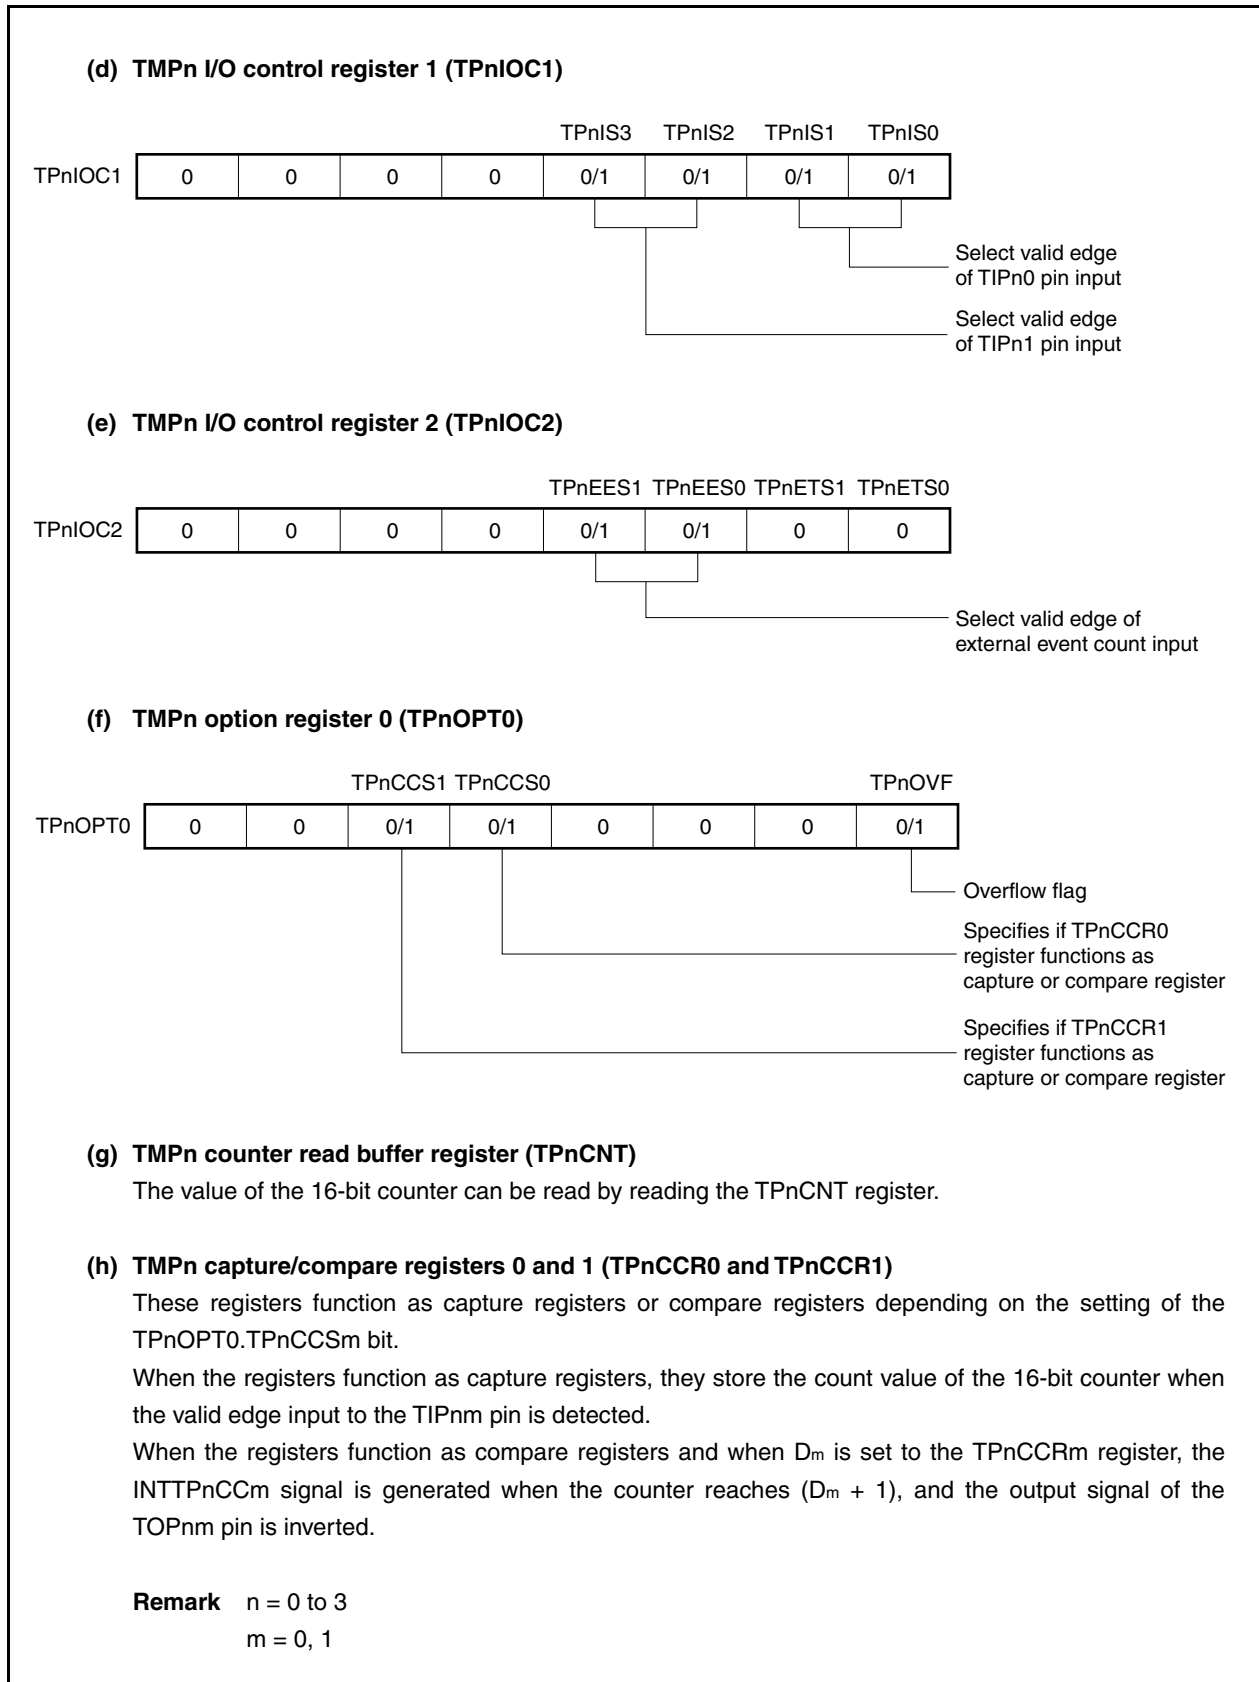 (d) TMPn I/O control register 1 (TPnIOC1)
TPnIS3 TPnIS2 TPnIS1 TPnIS0
TPnIOC1 0 0 0 0 0/1 0/1 0/1 0/1
Select valid edge
of TIPn0 pin input
Select valid edge
of TIPn1 pin input
(e) TMPn I/O control register 2 (TPnIOC2)
TPnEES1 TPnEES0 TPnETS1 TPnETS0
TPnIOC2 0 0 0 0 0/1 0/1 0 0
Select valid edge of
external event count input
(f) TMPn option register 0 (TPnOPT0)
TPnCCS1 TPnCCS0 TPnOVF
TPnOPT0 0 0 0/1 0/1 0 0 0 0/1
Overflow flag
Specifies if TPnCCR0
register functions as
capture or compare register
Specifies if TPnCCR1
register functions as
capture or compare register
(g) TMPn counter read buffer register (TPnCNT)
The value of the 16-bit counter can be read by reading the TPnCNT register.
(h) TMPn capture/compare registers 0 and 1 (TPnCCR0 and TPnCCR1)
These registers function as capture registers or compare registers depending on the setting of the
TPnOPT0.TPnCCSm bit.
When the registers function as capture registers, they store the count value of the 16-bit counter when
the valid edge input to the TIPnm pin is detected.
When the registers function as compare registers and when Dm is set to the TPnCCRm register, the
INTTPnCCm signal is generated when the counter reaches (Dm + 1), and the output signal of the
TOPnm pin is inverted.
Remark n = 0 to 3
m = 0, 1